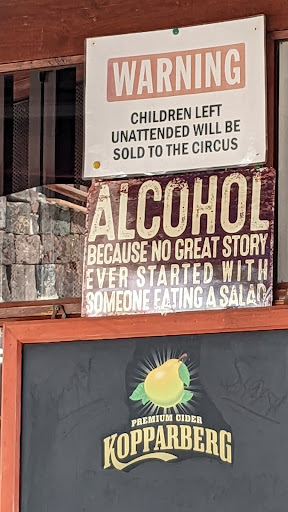 WARNING
CHILDREN LEFT
UNATTENDED WILL BE
SOLD TO THE CIRCUS
ALCOHOL
BECAUSE NO GREAT STORY
EVER STARTED WITH
SOMEONE EATING A SALAD
PREMIUM CIDER
KOPPARBERG